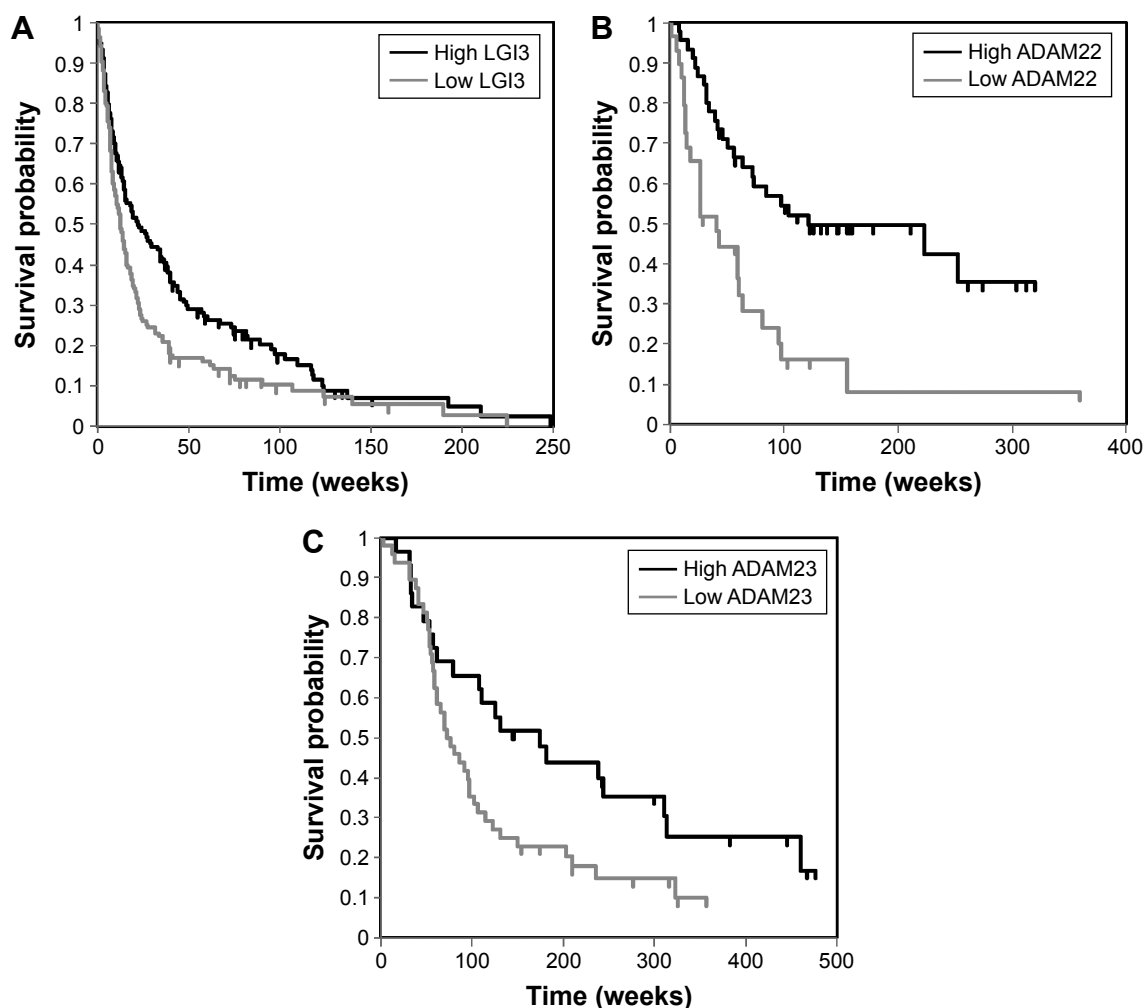 A
High LGI3
Low LGI3
Survival probability
1
0.9
0.8
0.7
0.6
0.5
0.4
0.3
0.2
0.1
0
0 50 100 150 200 250
Time (weeks)
B
High ADAM22
Low ADAM22
Survival probability
1
0.9
0.8
0.7
0.6
0.5
0.4
0.3
0.2
0.1
0
0 100 200 300 400
Time (weeks)
C
High ADAM23
Low ADAM23
Survival probability
1
0.9
0.8
0.7
0.6
0.5
0.4
0.3
0.2
0.1
0
0 100 200 300 400 500
Time (weeks)